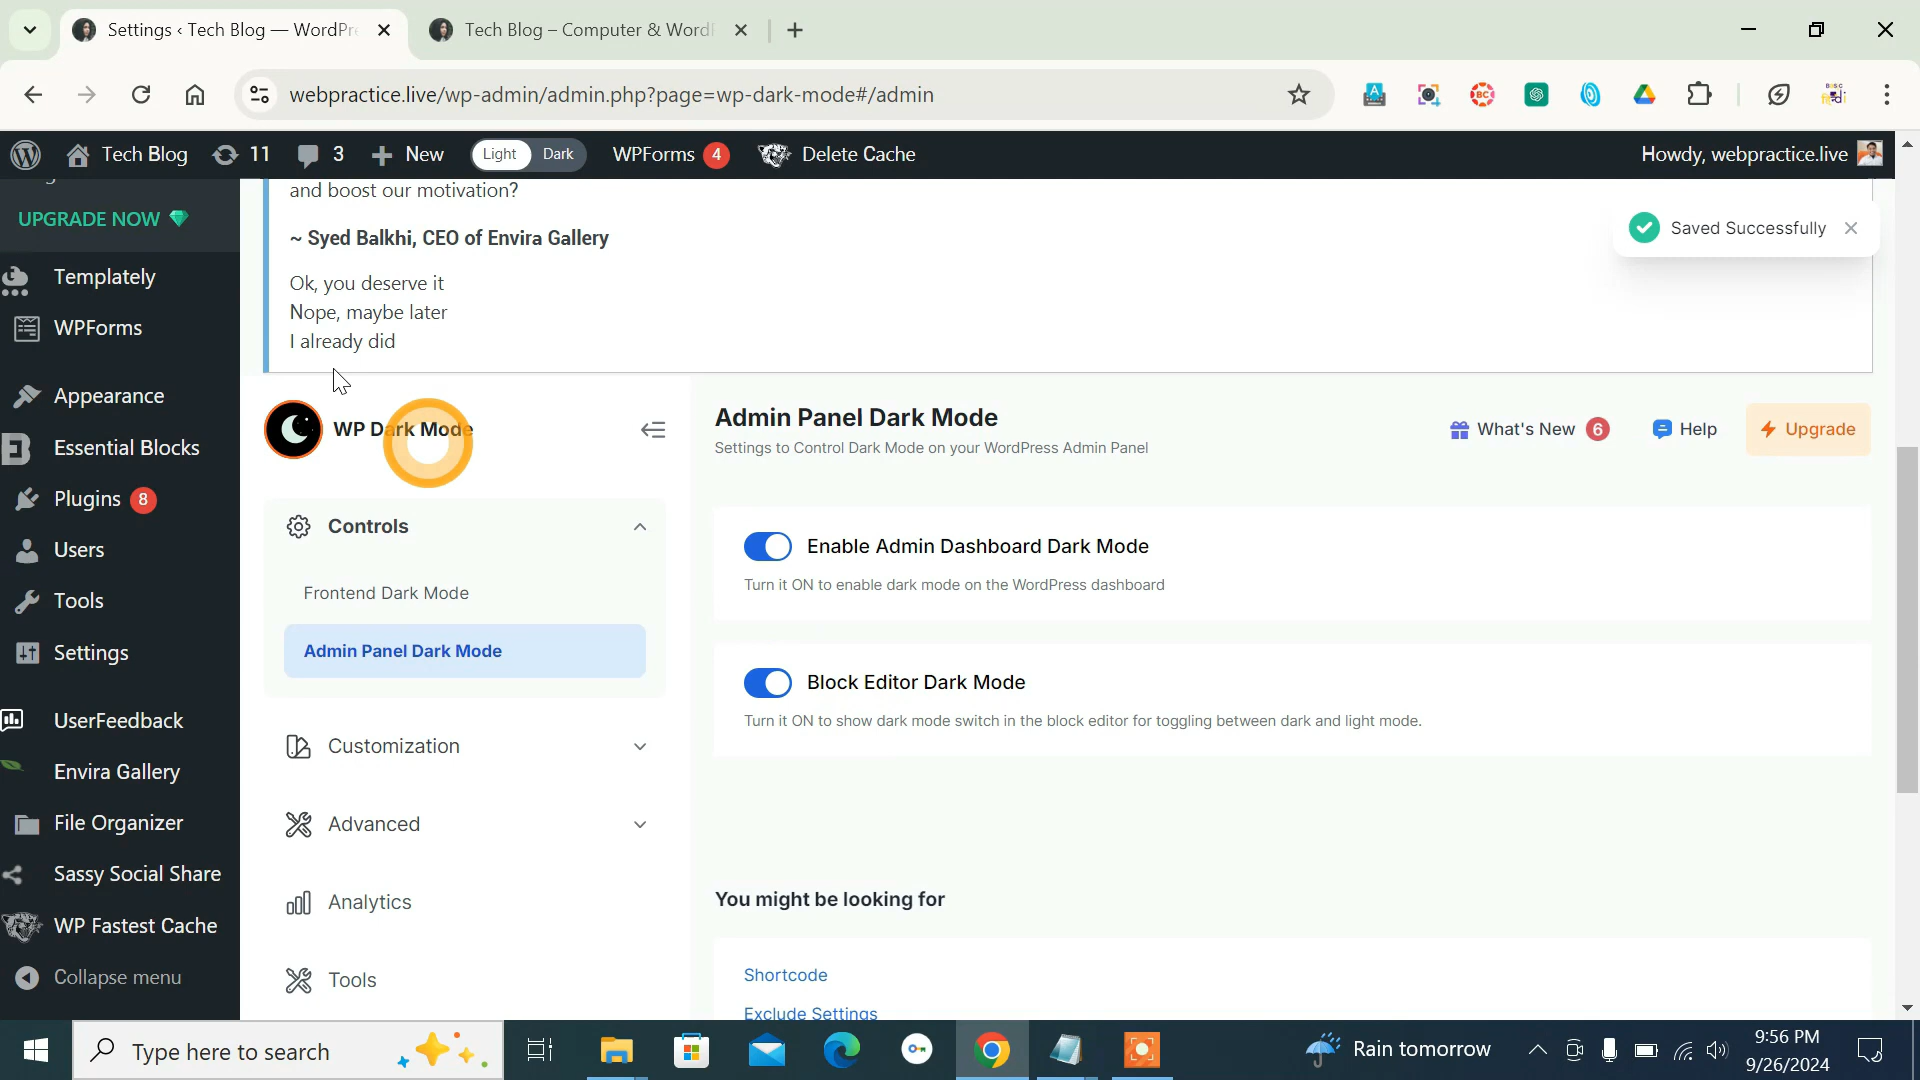 Settings ‹ Tech Blog — WordPr
Tech Blog – Computer & Word
webpractice.live/wp-admin/admin.php?page=wp-dark-mode#/admin
Tech Blog
11
3
New
Light
Dark
WPForms
4
Delete Cache
Howdy, webpractice.live
UPGRADE NOW
Templately
WPForms
Appearance
Essential Blocks
Plugins 8
Users
Tools
Settings
UserFeedback
Envira Gallery
File Organizer
Sassy Social Share
WP Fastest Cache
Collapse menu
and boost our motivation?
~ Syed Balkhi, CEO of Envira Gallery
Ok, you deserve it
Nope, maybe later
I already did
Saved Successfully
WP Dark Mode
Controls
Frontend Dark Mode
Admin Panel Dark Mode
Customization
Advanced
Analytics
Tools
Admin Panel Dark Mode
Settings to Control Dark Mode on your WordPress Admin Panel
What's New 6
Help
Upgrade
Enable Admin Dashboard Dark Mode
Turn it ON to enable dark mode on the WordPress dashboard
Block Editor Dark Mode
Turn it ON to show dark mode switch in the block editor for toggling between dark and light mode.
You might be looking for
Shortcode
Exclude Settings
Type here to search
Rain tomorrow
9:56 PM
9/26/2024